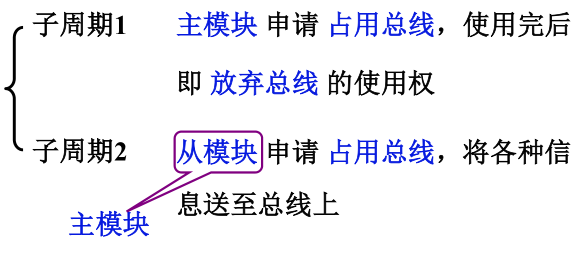 子周期1 主模块 申请 占用总线，使用完后
即 放弃总线 的使用权
子周期2 从模块 申请 占用总线，将各种信
息送至总线上
主模块